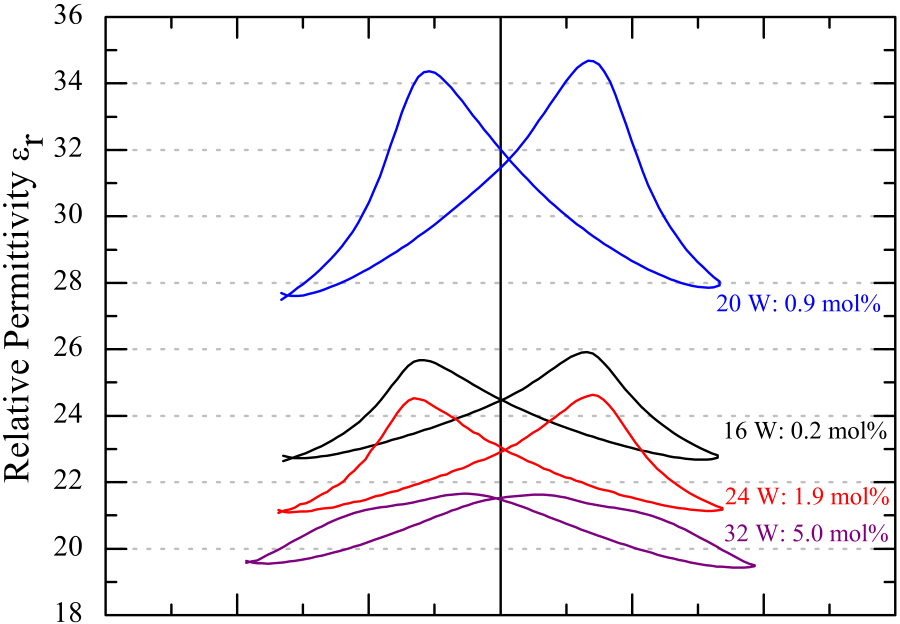 36
34
32
30
28
26
24
22
20
18
Relative Permittivity εr
20 W: 0.9 mol%
16 W: 0.2 mol%
24 W: 1.9 mol%
32 W: 5.0 mol%